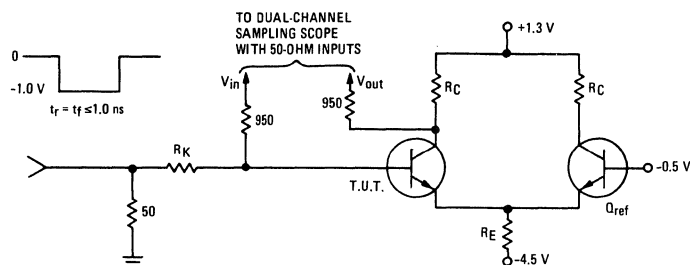 TO DUAL-CHANNEL
SAMPLING SCOPE
WITH 50-OHM INPUTS
+1.3 V
0
-1.0 V
tr = tf ≤1.0 ns
Vin
Vout
950
950
RC
RC
RK
50
T.U.T.
Qref
-0.5 V
RE
-4.5 V